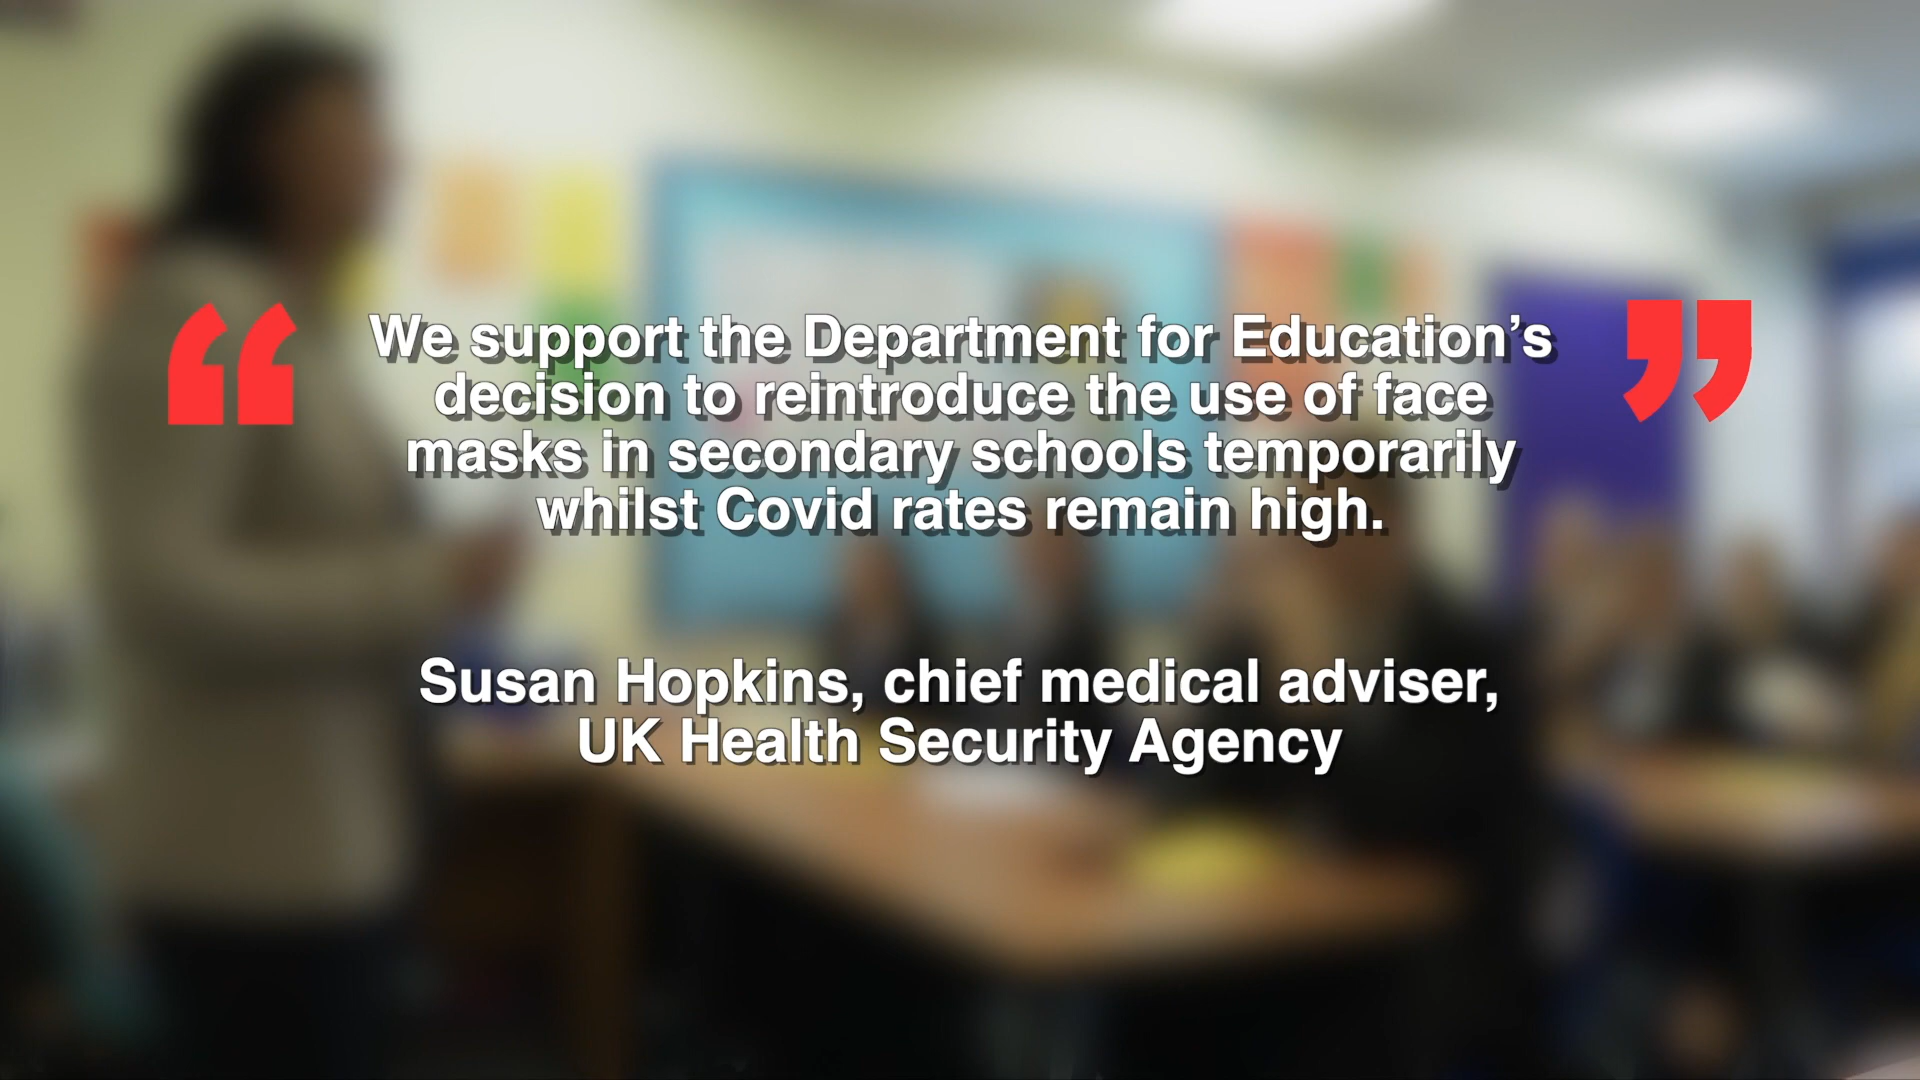 “ We support the Department for Education’s ”
decision to reintroduce the use of face
masks in secondary schools temporarily
whilst Covid rates remain high.
Susan Hopkins, chief medical adviser,
UK Health Security Agency